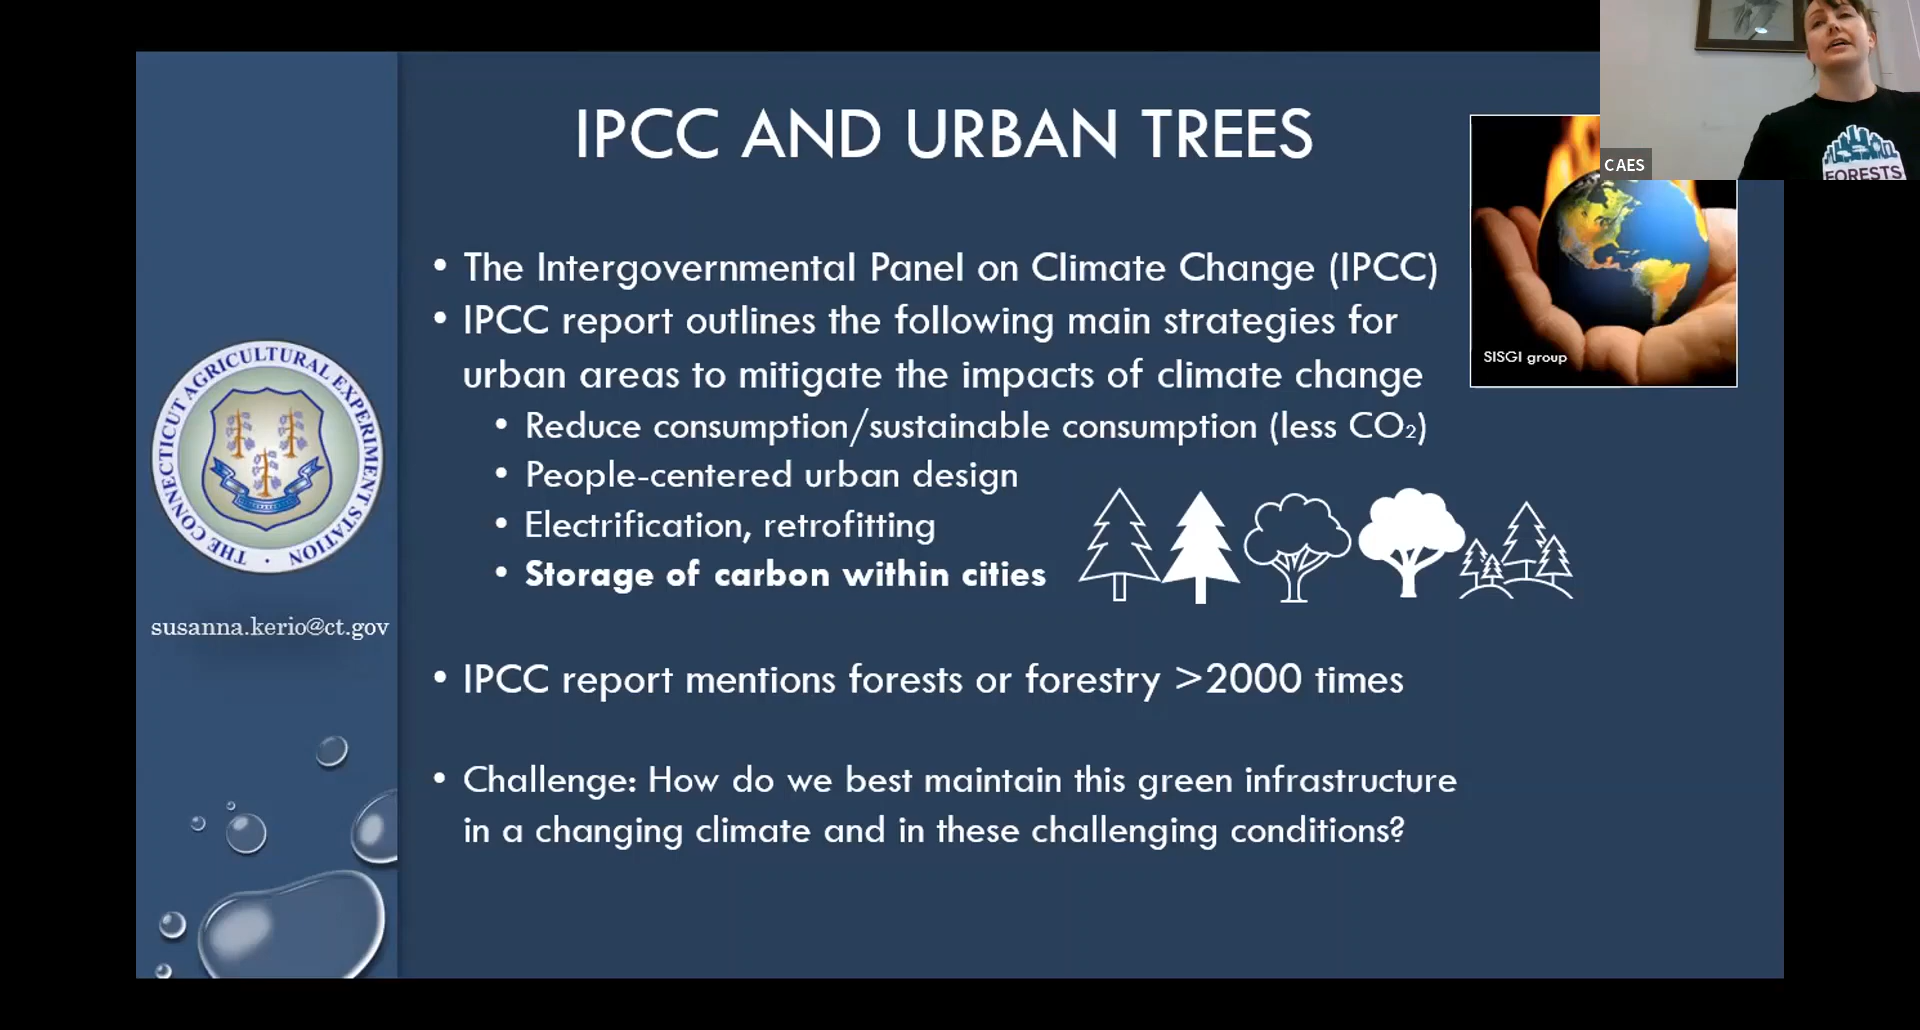 IPCC AND URBAN TREES
CAES
FORESTS
• The Intergovernmental Panel on Climate Change (IPCC)
• IPCC report outlines the following main strategies for
urban areas to mitigate the impacts of climate change
• Reduce consumption/sustainable consumption (less CO₂)
• People-centered urban design
• Electrification, retrofitting
• Storage of carbon within cities
• IPCC report mentions forests or forestry >2000 times
• Challenge: How do we best maintain this green infrastructure
in a changing climate and in these challenging conditions?
SISGI group
THE CONNECTICUT AGRICULTURAL EXPERIMENT STATION •
susanna.kerio@ct.gov